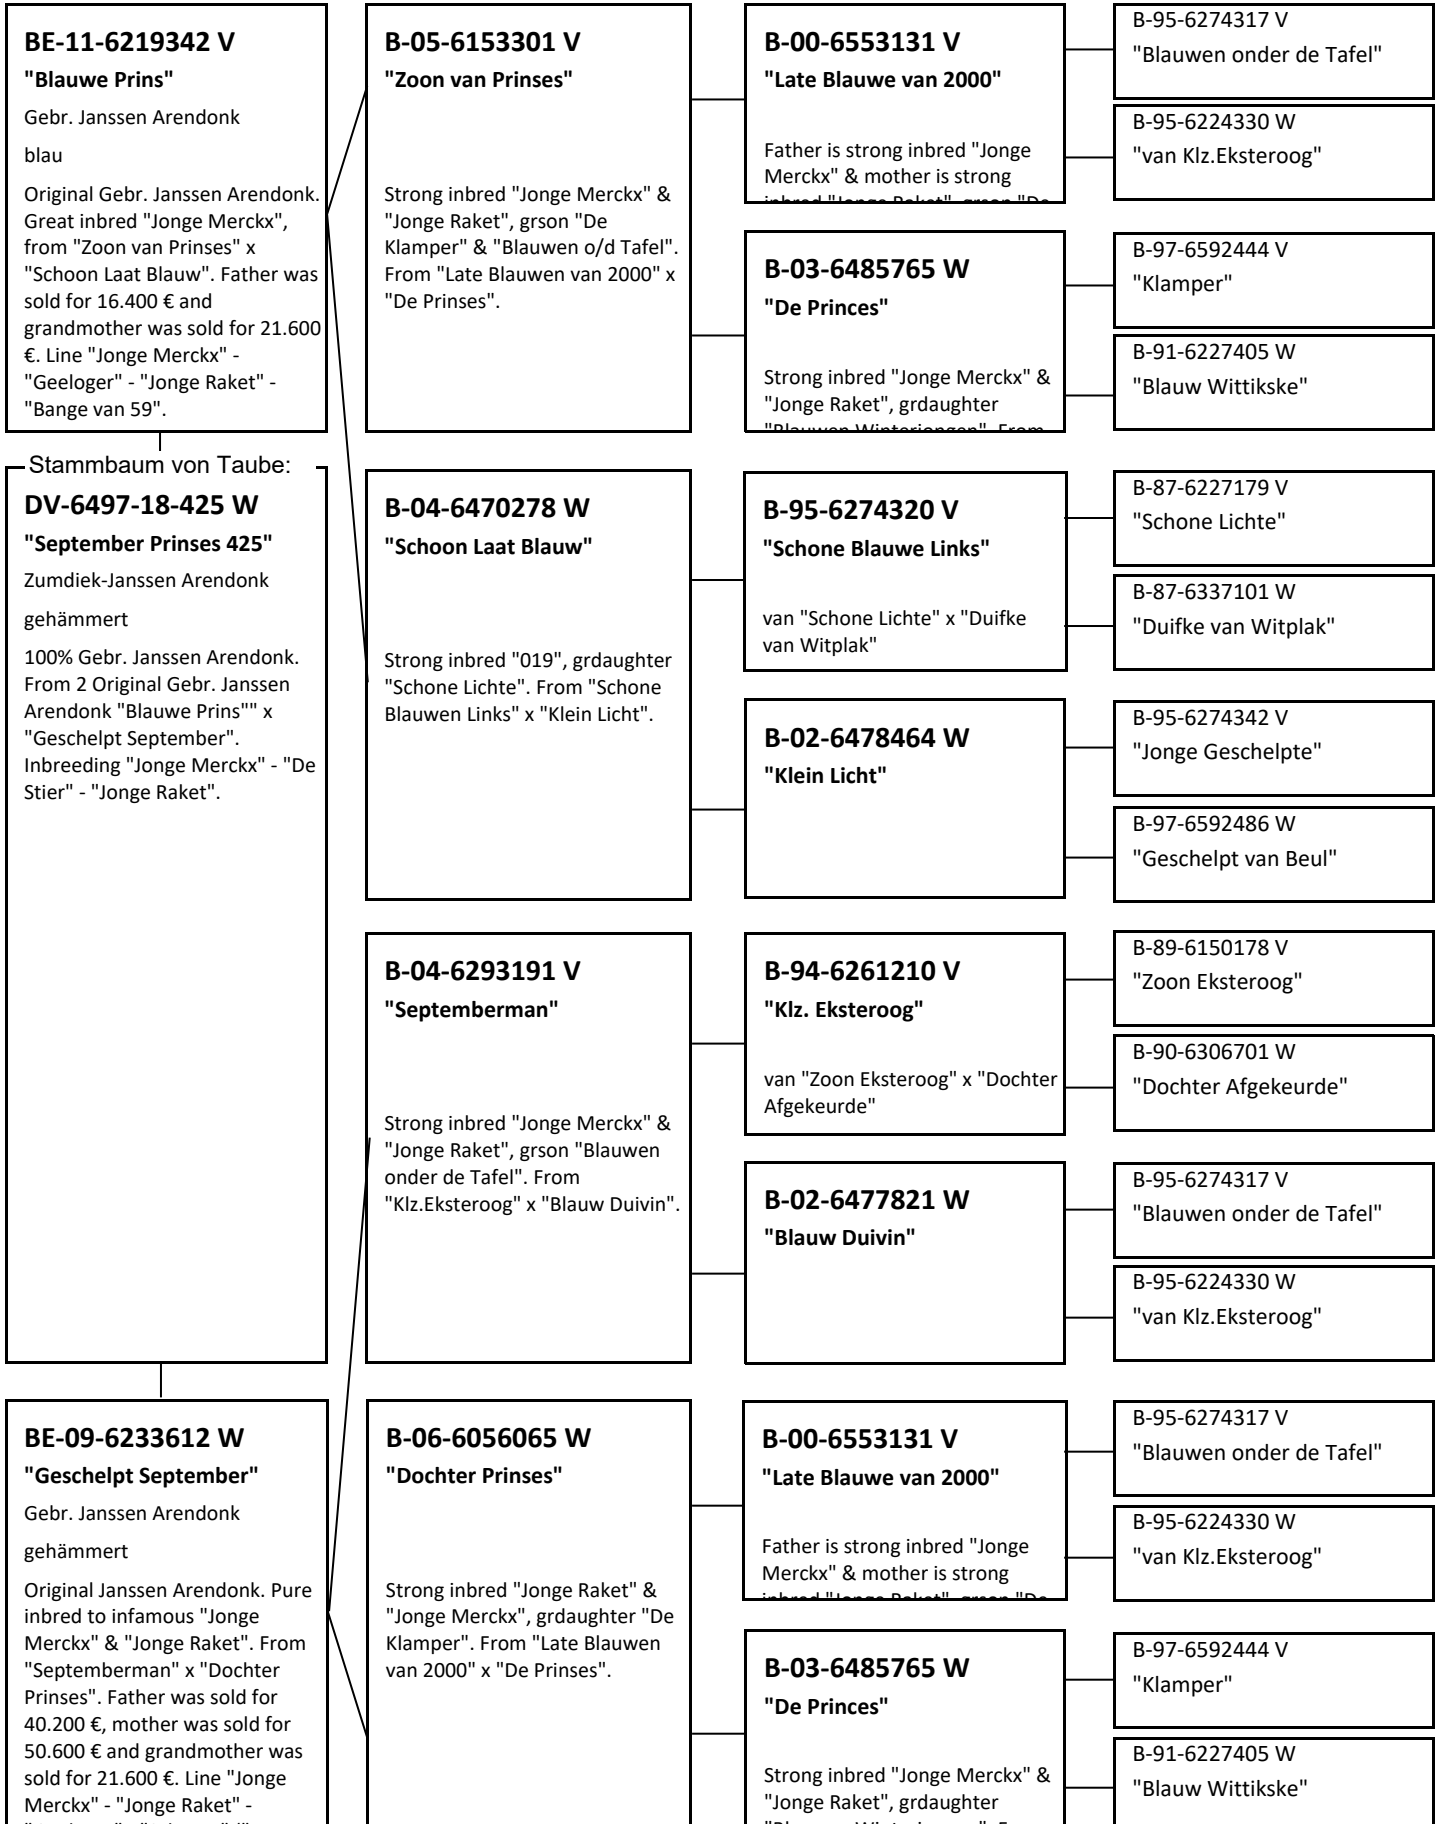 BE-11-6219342 V
"Blauwe Prins"
Gebr. Janssen Arendonk
blau
Original Gebr. Janssen Arendonk.
Great inbred "Jonge Merckx",
from "Zoon van Prinses" x
"Schoon Laat Blauw". Father was
sold for 16.400 € and
grandmother was sold for 21.600
€. Line "Jonge Merckx" -
"Geeloger" - "Jonge Raket" -
"Bange van 59".
Stammbaum von Taube:
DV-6497-18-425 W
"September Prinses 425"
Zumdiek-Janssen Arendonk
gehämmert
100% Gebr. Janssen Arendonk.
From 2 Original Gebr. Janssen
Arendonk "Blauwe Prins"" x
"Geschelpt September".
Inbreeding "Jonge Merckx" - "De
Stier" - "Jonge Raket".
BE-09-6233612 W
"Geschelpt September"
Gebr. Janssen Arendonk
gehämmert
Original Janssen Arendonk. Pure
inbred to infamous "Jonge
Merckx" & "Jonge Raket". From
"Septemberman" x "Dochter
Prinses". Father was sold for
40.200 €, mother was sold for
50.600 € and grandmother was
sold for 21.600 €. Line "Jonge
Merckx" - "Jonge Raket" -
B-05-6153301 V
"Zoon van Prinses"
Strong inbred "Jonge Merckx" &
"Jonge Raket", grson "De
Klamper" & "Blauwen o/d Tafel".
From "Late Blauwen van 2000" x
"De Prinses".
B-04-6470278 W
"Schoon Laat Blauw"
Strong inbred "019", grdaughter
"Schone Lichte". From "Schone
Blauwen Links" x "Klein Licht".
B-04-6293191 V
"Septemberman"
Strong inbred "Jonge Merckx" &
"Jonge Raket", grson "Blauwen
onder de Tafel". From
"Klz.Eksteroog" x "Blauw Duivin".
B-06-6056065 W
"Dochter Prinses"
Strong inbred "Jonge Raket" &
"Jonge Merckx", grdaughter "De
Klamper". From "Late Blauwen
van 2000" x "De Prinses".
B-00-6553131 V
"Late Blauwe van 2000"
Father is strong inbred "Jonge
Merckx" & mother is strong
inbred "Jonge Raket", grson "De
B-03-6485765 W
"De Princes"
Strong inbred "Jonge Merckx" &
"Jonge Raket", grdaughter
"Blauwen Winterjongen". From
B-95-6274320 V
"Schone Blauwe Links"
van "Schone Lichte" x "Duifke
van Witplak"
B-02-6478464 W
"Klein Licht"
B-94-6261210 V
"Klz. Eksteroog"
van "Zoon Eksteroog" x "Dochter
Afgekeurde"
B-02-6477821 W
"Blauw Duivin"
B-00-6553131 V
"Late Blauwe van 2000"
Father is strong inbred "Jonge
Merckx" & mother is strong
inbred "Jonge Raket", grson "De
B-03-6485765 W
"De Princes"
Strong inbred "Jonge Merckx" &
"Jonge Raket", grdaughter
B-95-6274317 V
"Blauwen onder de Tafel"
B-95-6224330 W
"van Klz.Eksteroog"
B-97-6592444 V
"Klamper"
B-91-6227405 W
"Blauw Wittikske"
B-87-6227179 V
"Schone Lichte"
B-87-6337101 W
"Duifke van Witplak"
B-95-6274342 V
"Jonge Geschelpte"
B-97-6592486 W
"Geschelpt van Beul"
B-89-6150178 V
"Zoon Eksteroog"
B-90-6306701 W
"Dochter Afgekeurde"
B-95-6274317 V
"Blauwen onder de Tafel"
B-95-6224330 W
"van Klz.Eksteroog"
B-95-6274317 V
"Blauwen onder de Tafel"
B-95-6224330 W
"van Klz.Eksteroog"
B-97-6592444 V
"Klamper"
B-91-6227405 W
"Blauw Wittikske"